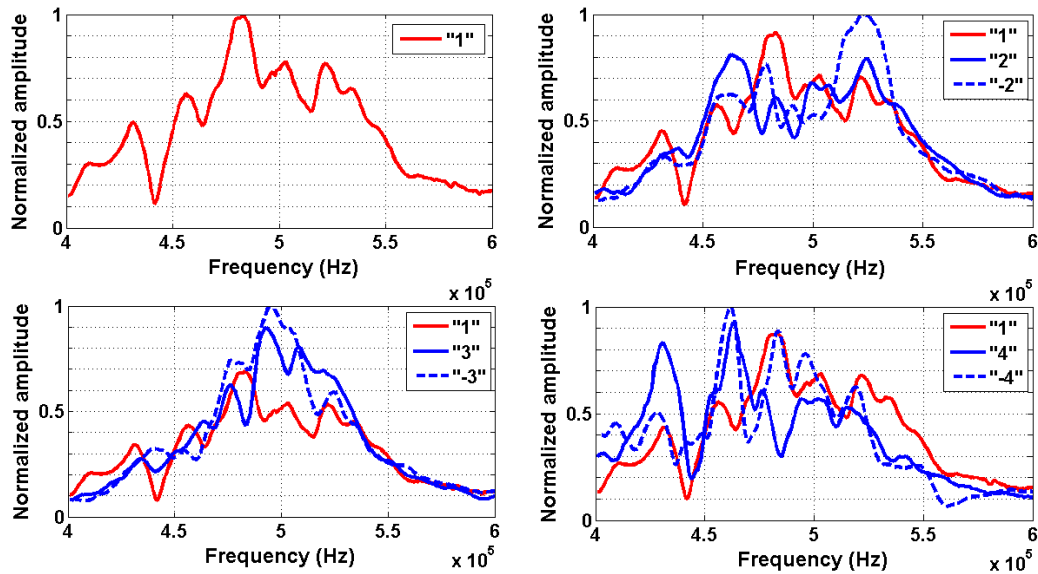 Normalized amplitude
1
0.5
0
4 4.5 5 5.5 6
Frequency (Hz)
x 10^5
"1"
Normalized amplitude
1
0.5
0
4 4.5 5 5.5 6
Frequency (Hz)
x 10^5
"1"
"2"
"-2"
Normalized amplitude
1
0.5
0
4 4.5 5 5.5 6
Frequency (Hz)
x 10^5
"1"
"3"
"-3"
Normalized amplitude
1
0.5
0
4 4.5 5 5.5 6
Frequency (Hz)
x 10^5
"1"
"4"
"-4"